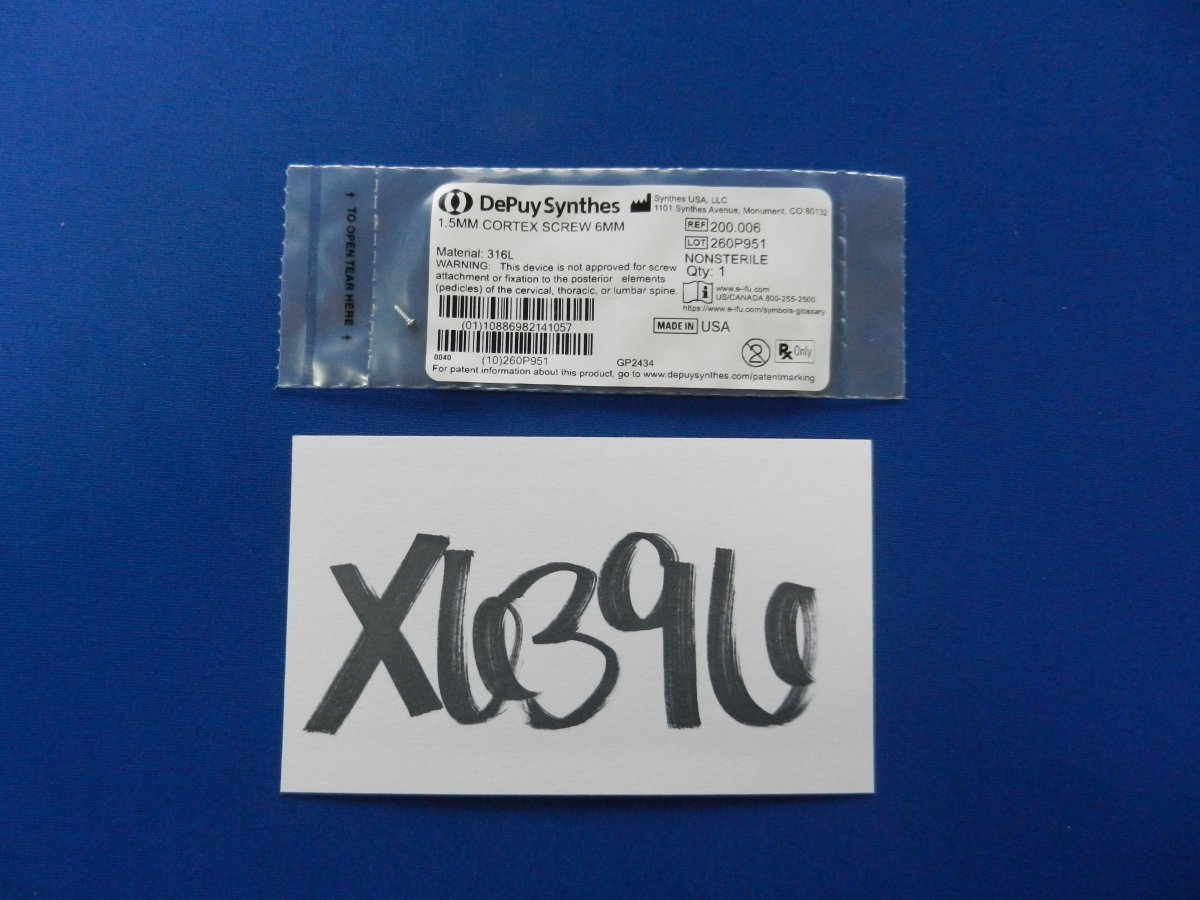 ↑ TO OPEN TEAR HERE ↑
DePuy Synthes
Synthes USA, LLC
1101 Synthes Avenue, Monument, CO 80132
1.5MM CORTEX SCREW 6MM
REF 200.006
LOT 260P951
NONSTERILE
Qty: 1
Material: 316L
WARNING: This device is not approved for screw
attachment or fixation to the posterior elements
(pedicles) of the cervical, thoracic, or lumbar spine.
www.e-ifu.com
US/CANADA 800-255-2500
https://www.e-ifu.com/symbols-glossary
(01)10886982141057
MADE IN USA
2
Rx Only
0040
(10)260P951
GP2434
For patent information about this product, go to www.depuysynthes.com/patentmarking
X6396